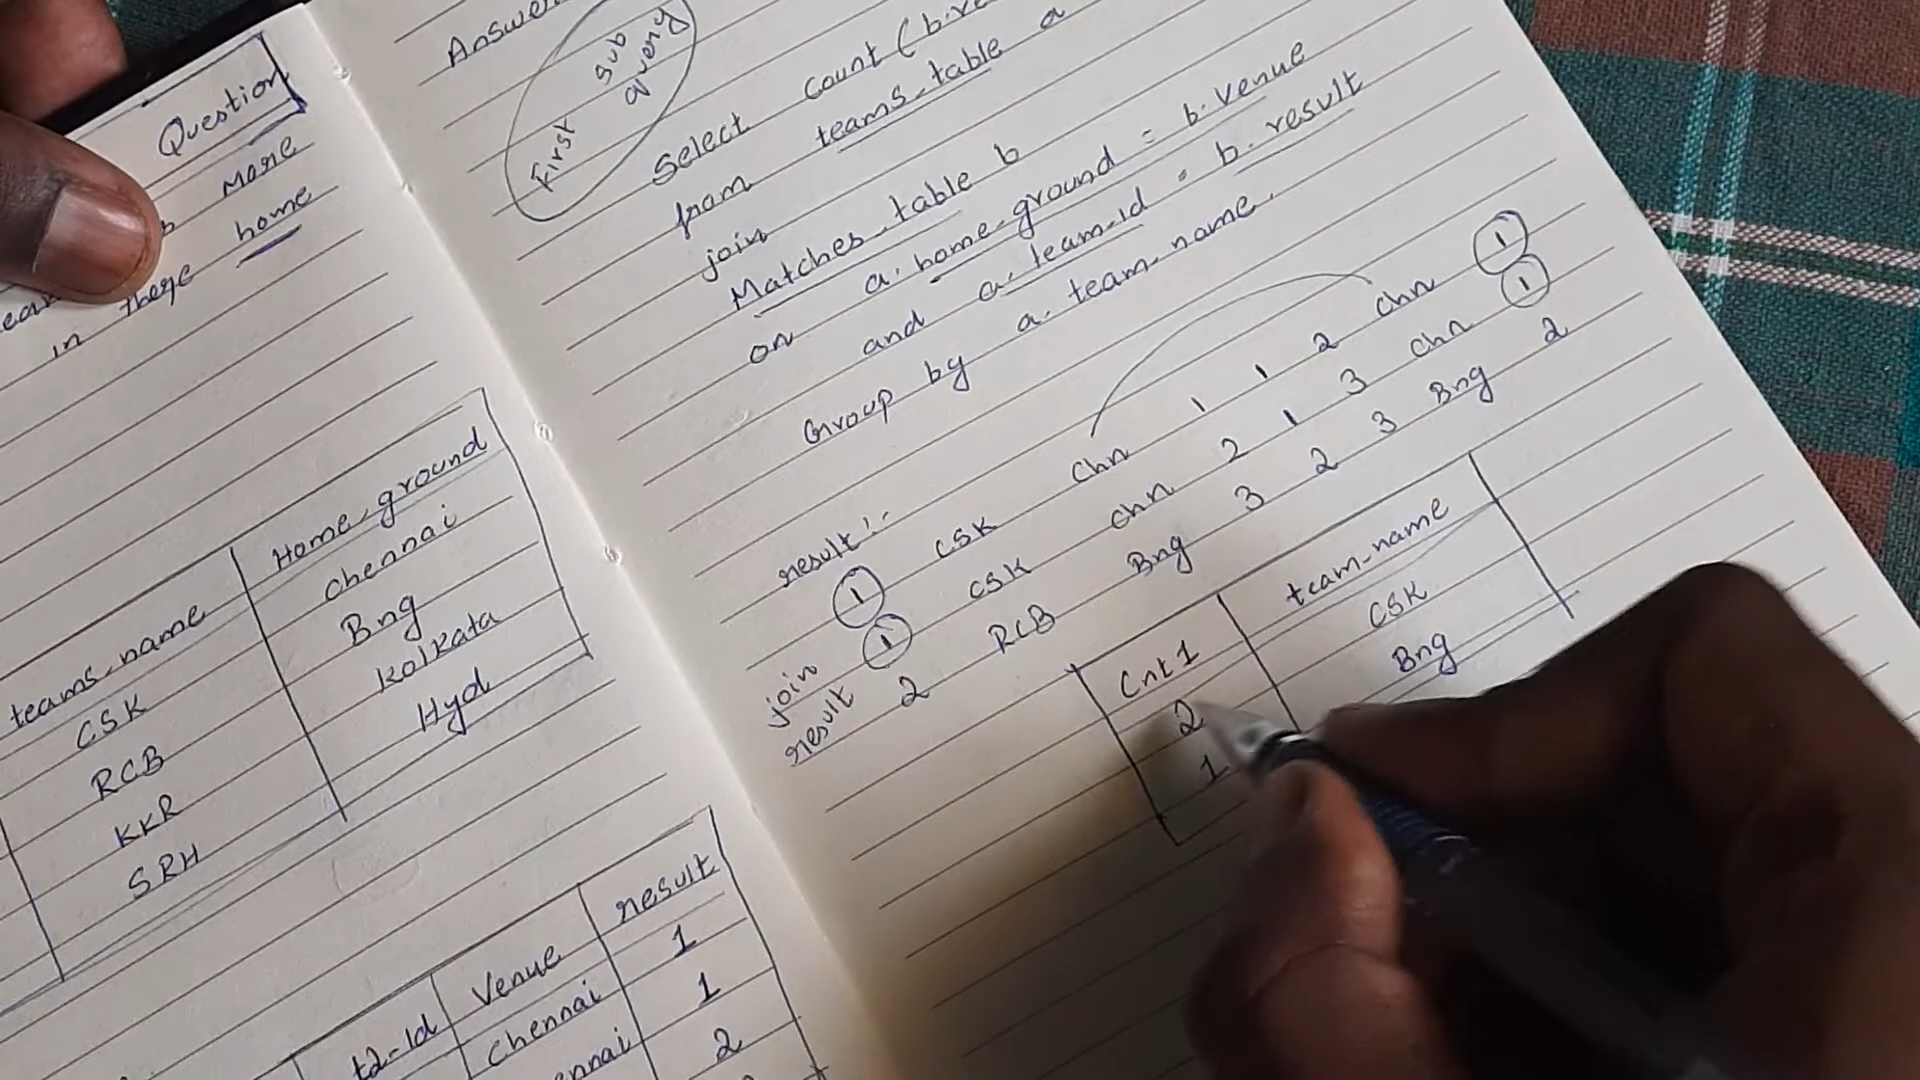 Question
More
in there home
teams_name Home_ground
CSK Chennai
RCB Bng
KKR Kolkata
SRH Hyd
t2-Id Venue result
Chennai 1
1
2
First sub query
Select Count (b.
from teams_table a
join
Matches_table b
on a.home_ground = b.venue
and a.team_Id = b.result
Group by a.team_name.
result:-
join result
1 CSK Chn 1 1 2 Chn 1
1 CSK Chn 2 1 3 Chn 1
2 RCB Bng 3 2 3 Bng 2
Cnt1 team_name
2 CSK
1 Bng